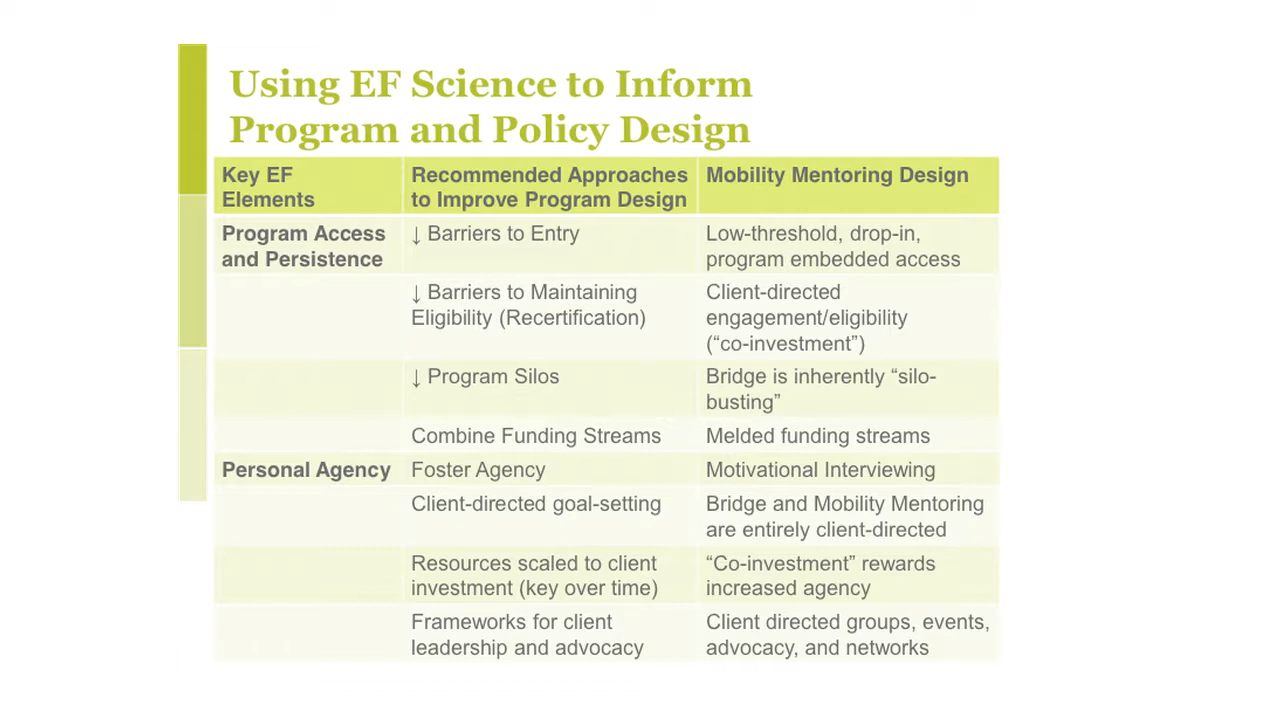 Using EF Science to Inform
Program and Policy Design
Key EF
Elements
Recommended Approaches
to Improve Program Design
Mobility Mentoring Design
Program Access
and Persistence
↓ Barriers to Entry
Low-threshold, drop-in,
program embedded access
↓ Barriers to Maintaining
Eligibility (Recertification)
Client-directed
engagement/eligibility
(“co-investment”)
↓ Program Silos
Bridge is inherently “silo-
busting”
Combine Funding Streams
Melded funding streams
Personal Agency
Foster Agency
Motivational Interviewing
Client-directed goal-setting
Bridge and Mobility Mentoring
are entirely client-directed
Resources scaled to client
investment (key over time)
“Co-investment” rewards
increased agency
Frameworks for client
leadership and advocacy
Client directed groups, events,
advocacy, and networks